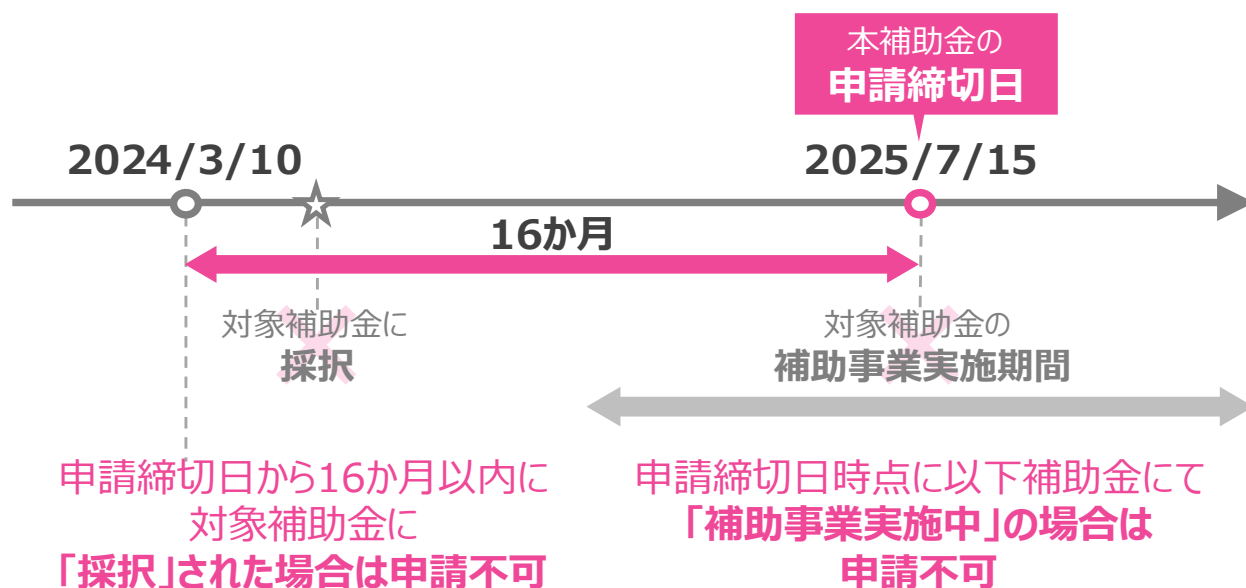 本補助金の
申請締切日
2024/3/10
2025/7/15
16か月
対象補助金に
採択
対象補助金の
補助事業実施期間
申請締切日から16か月以内に
対象補助金に
「採択」された場合は申請不可
申請締切日時点に以下補助金にて
「補助事業実施中」の場合は
申請不可